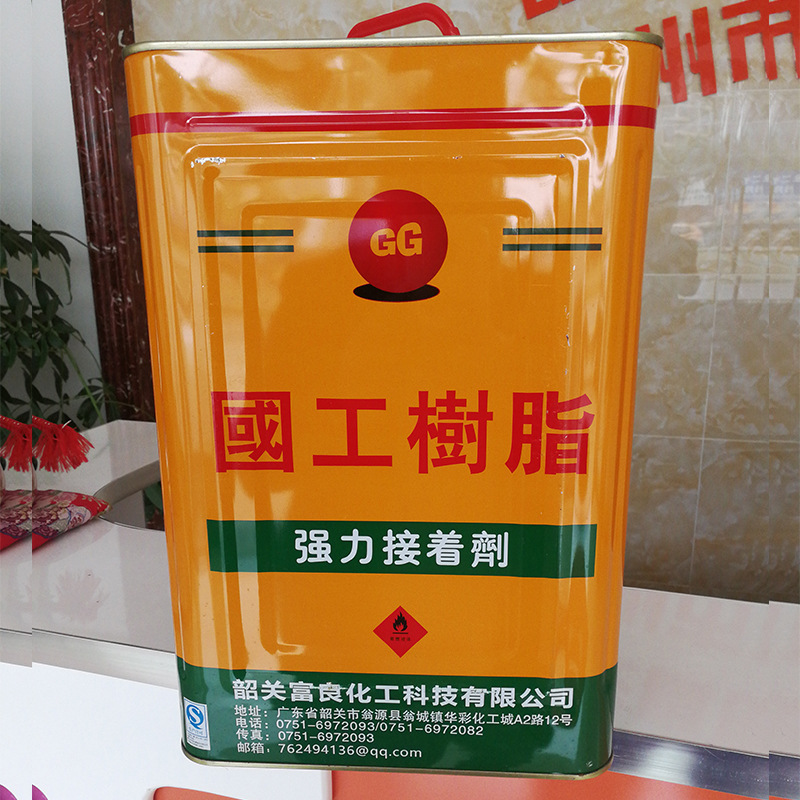 州市
GG
國工樹脂
强力接着劑
韶关富良化工科技有限公司
地址：广东省韶关市翁源县翁城镇华彩化工城A2路12号
电话：0751-6972093/0751-6972082
传真：0751-6972093
邮箱：762494136@qq.com